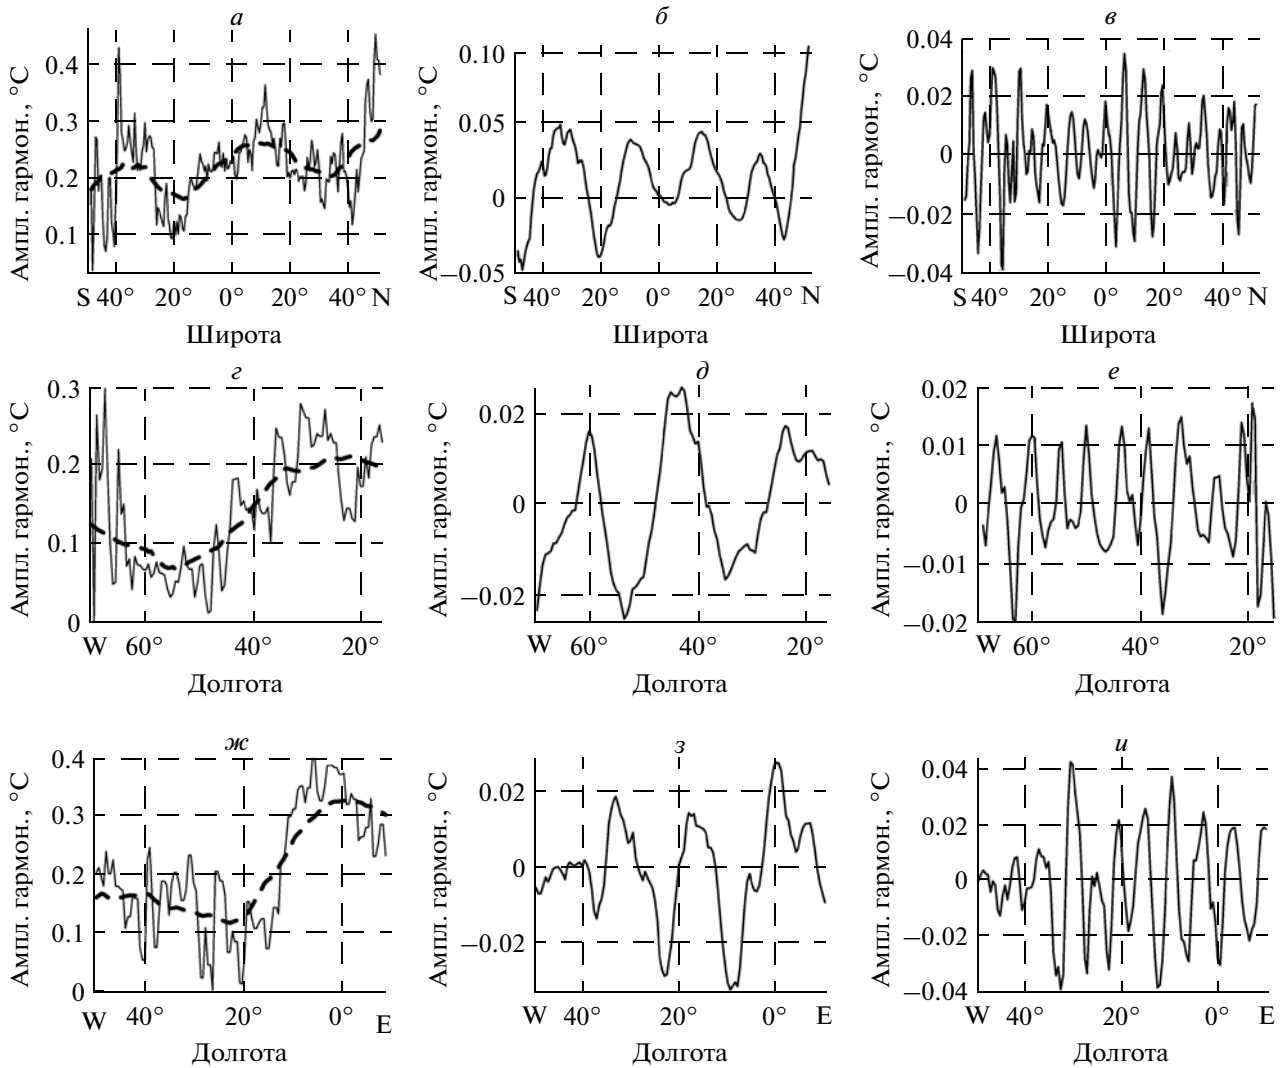 а
Ампл. гармон., °C
0.4
0.3
0.2
0.1
S 40° 20° 0° 20° 40° N
Широта
б
Ампл. гармон., °C
0.10
0.05
0
–0.05
S 40° 20° 0° 20° 40° N
Широта
в
Ампл. гармон., °C
0.04
0.02
0
–0.02
–0.04
S 40° 20° 0° 20° 40° N
Широта
г
Ампл. гармон., °C
0.3
0.2
0.1
0
W 60° 40° 20°
Долгота
д
Ампл. гармон., °C
0.02
0
–0.02
W 60° 40° 20°
Долгота
е
Ампл. гармон., °C
0.02
0.01
0
–0.01
–0.02
W 60° 40° 20°
Долгота
ж
Ампл. гармон., °C
0.4
0.3
0.2
0.1
0
W 40° 20° 0° E
Долгота
з
Ампл. гармон., °C
0.02
0
–0.02
W 40° 20° 0° E
Долгота
и
Ампл. гармон., °C
0.04
0.02
0
–0.02
–0.04
W 40° 20° 0° E
Долгота